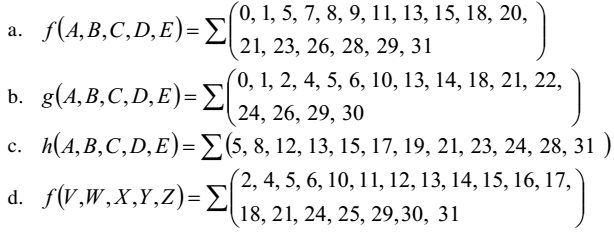 a. f(A,B,C,D,E)=∑(0, 1, 5, 7, 8, 9, 11, 13, 15, 18, 20,
21, 23, 26, 28, 29, 31)
b. g(A,B,C,D,E)=∑(0, 1, 2, 4, 5, 6, 10, 13, 14, 18, 21, 22,
24, 26, 29, 30)
c. h(A,B,C,D,E)=∑(5, 8, 12, 13, 15, 17, 19, 21, 23, 24, 28, 31 )
d. f(V,W,X,Y,Z)=∑(2, 4, 5, 6, 10, 11, 12, 13, 14, 15, 16, 17,
18, 21, 24, 25, 29,30, 31)